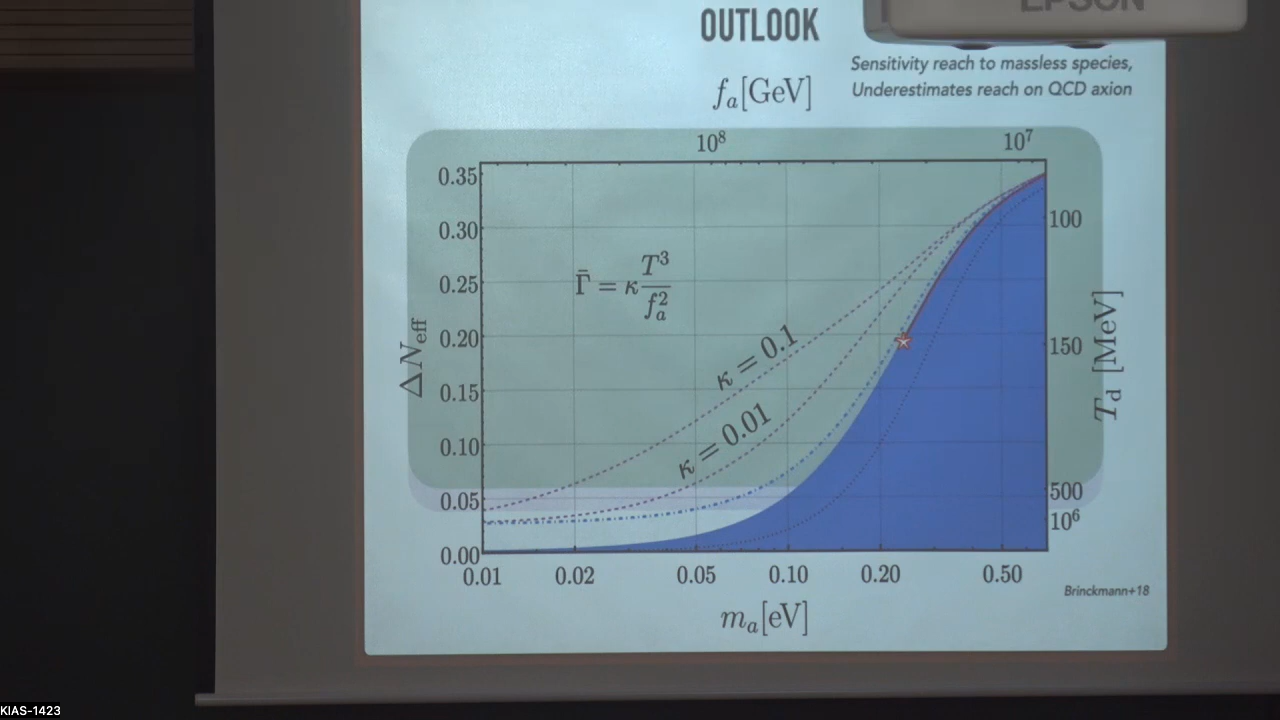 EPSON
OUTLOOK
Sensitivity reach to massless species,
Underestimates reach on QCD axion
f_a[GeV]
10^8 10^7
0.35
0.30
0.25
0.20
0.15
0.10
0.05
0.00
ΔN_eff
Γ̄ = κ T^3/f_a^2
κ = 0.1
κ = 0.01
100
150
500
10^6
T_d [MeV]
0.01 0.02 0.05 0.10 0.20 0.50
m_a[eV]
Brinckmann+18
KIAS-1423